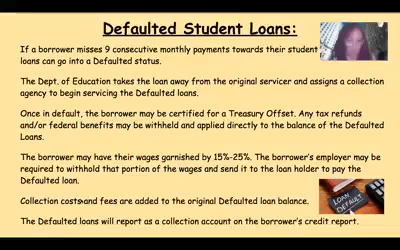 Defaulted Student Loans:
If a borrower misses 9 consecutive monthly payments towards their student
loans can go into a Defaulted status.
The Dept. of Education takes the loan away from the original servicer and assigns a collection
agency to begin servicing the Defaulted loans.
Once in default, the borrower may be certified for a Treasury Offset. Any tax refunds
and/or federal benefits may be withheld and applied directly to the balance of the Defaulted
Loans.
The borrower may have their wages garnished by 15%-25%. The borrower's employer may be
required to withhold that portion of the wages and send it to the loan holder to pay the
Defaulted loan.
Collection costs and fees are added to the original Defaulted loan balance.
LOAN
DEFAULT
The Defaulted loans will report as a collection account on the borrower's credit report.